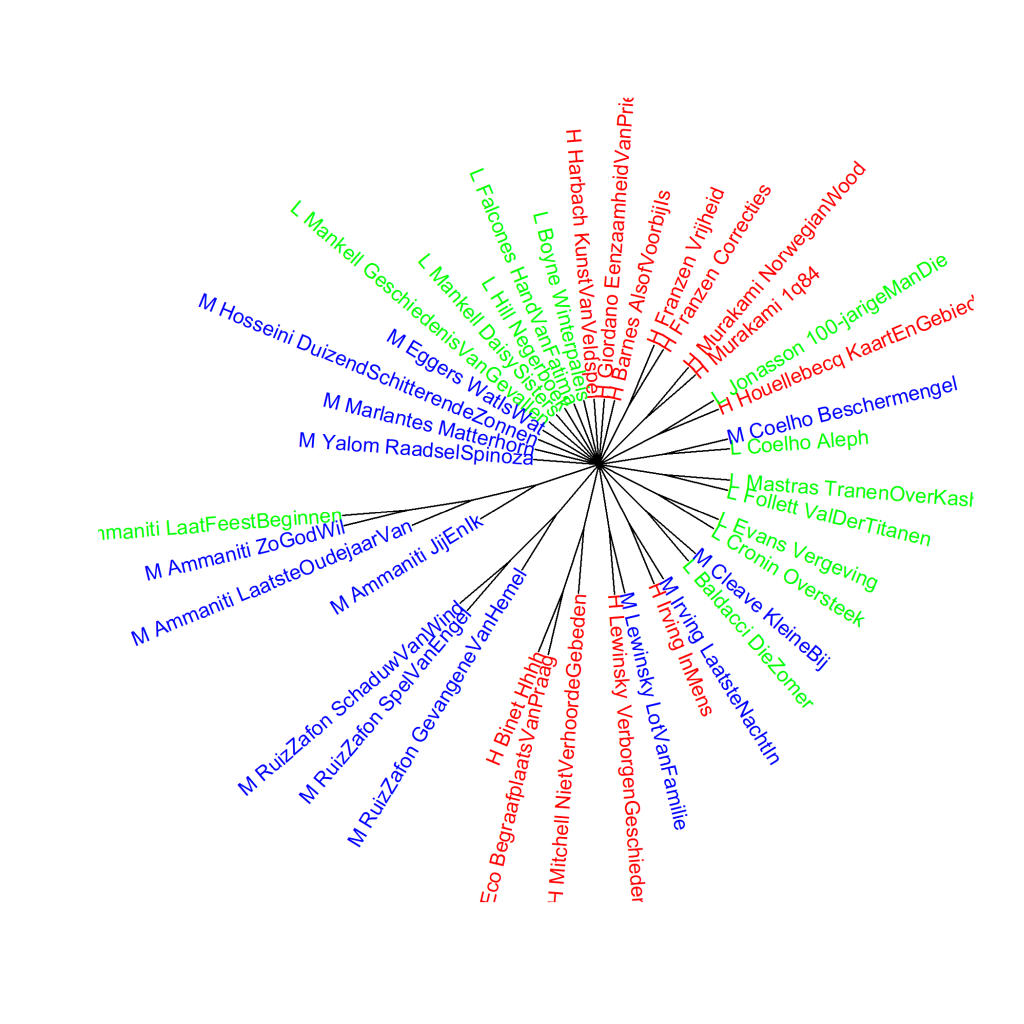 H Harbach KunstVanVeldspel
H Giordano EenzaamheidVanPrie
H Barnes AlsofVoorbijIs
H Franzen Vrijheid
H Franzen Correcties
H Murakami NorwegianWood
H Murakami 1q84
L Jonasson 100-jarigeManDie
H Houellebecq KaartEnGebied
M Coelho Beschermengel
L Coelho Aleph
L Mastras TranenOverKash
L Follett ValDerTitanen
L Evans Vergeving
L Cronin Oversteek
M Cleave KleineBij
L Baldacci DieZomer
M Irving LaatsteNachtIn
H Irving InMens
M Lewinsky LotVanFamilie
H Lewinsky VerborgenGeschieden
H Mitchell NietVerhoordeGebeden
Eco BegraafplaatsVanPraag
H Binet Hhhh
M RuizZafon GevangeneVanHemel
M RuizZafon SpelVanEngel
M RuizZafon SchaduwVanWind
M Ammaniti JijEnIk
M Ammaniti LaatsteOudejaarVan
M Ammaniti ZoGodWil
mmaniti LaatFeestBeginnen
M Yalom RaadselSpinoza
M Marlantes Matterhorn
M Hosseini DuizendSchitterendeZonnen
M Eggers WatIsWat
L Mankell GeschiedenisVanGevallen
L Mankell DaisySisters
L Hill Negerboek
L Falcones HandVanFatima
L Boyne Winterpaleis